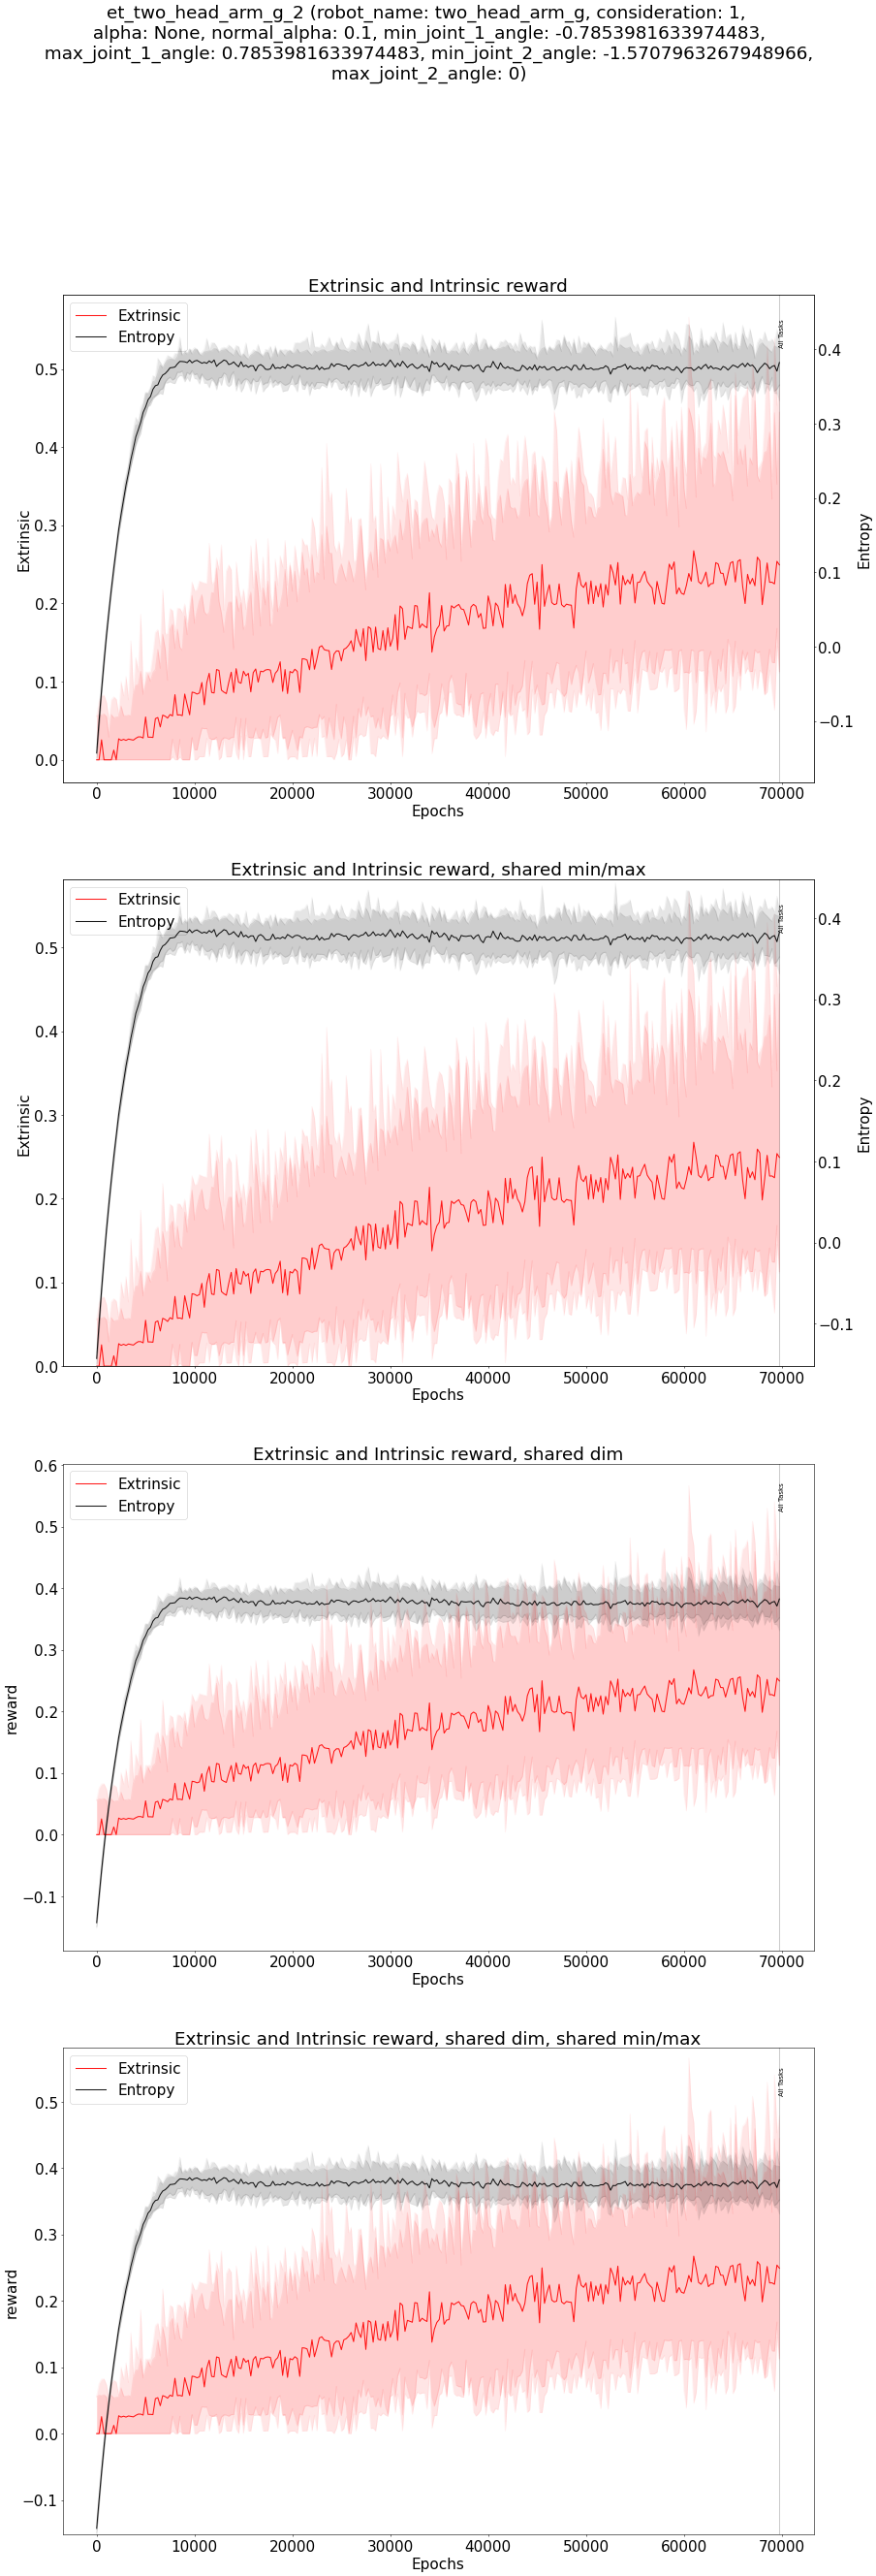 et_two_head_arm_g_2 (robot_name: two_head_arm_g, consideration: 1,
alpha: None, normal_alpha: 0.1, min_joint_1_angle: -0.7853981633974483,
max_joint_1_angle: 0.7853981633974483, min_joint_2_angle: -1.5707963267948966,
max_joint_2_angle: 0)
Extrinsic and Intrinsic reward
Extrinsic
Entropy
All Tasks
0.5
0.4
0.3
0.2
0.1
0.0
Extrinsic
0.4
0.3
0.2
0.1
0.0
−0.1
Entropy
0 10000 20000 30000 40000 50000 60000 70000
Epochs
Extrinsic and Intrinsic reward, shared min/max
Extrinsic
Entropy
All Tasks
0.5
0.4
0.3
0.2
0.1
0.0
Extrinsic
0.4
0.3
0.2
0.1
0.0
−0.1
Entropy
0 10000 20000 30000 40000 50000 60000 70000
Epochs
Extrinsic and Intrinsic reward, shared dim
Extrinsic
Entropy
All Tasks
0.6
0.5
0.4
0.3
0.2
0.1
0.0
−0.1
reward
0 10000 20000 30000 40000 50000 60000 70000
Epochs
Extrinsic and Intrinsic reward, shared dim, shared min/max
Extrinsic
Entropy
All Tasks
0.5
0.4
0.3
0.2
0.1
0.0
−0.1
reward
0 10000 20000 30000 40000 50000 60000 70000
Epochs